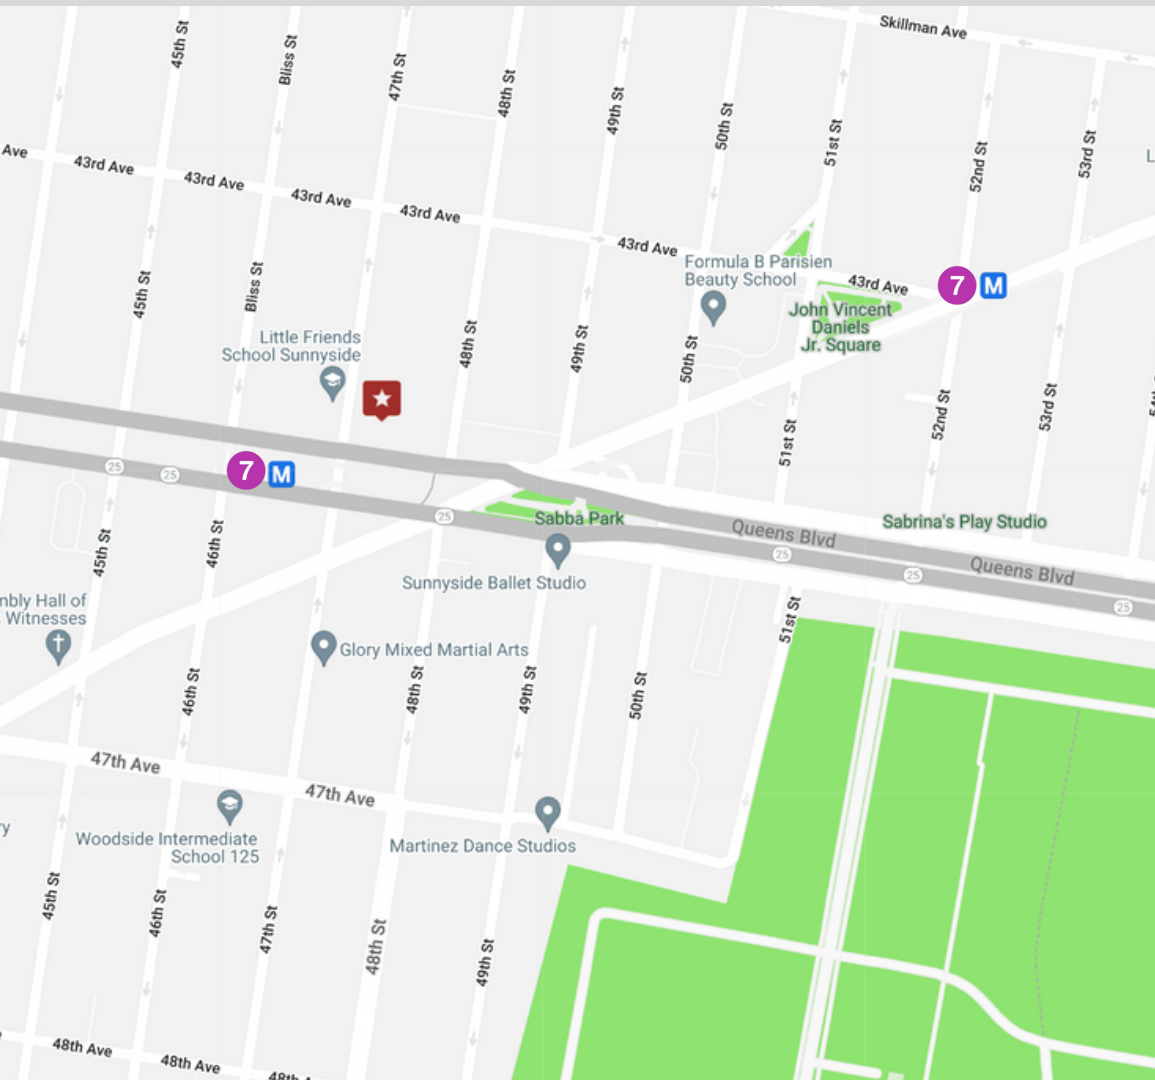 Skillman Ave
45th St
Bliss St
47th St
48th St
49th St
50th St
51st St
52nd St
53rd St
L
Ave
43rd Ave
43rd Ave
43rd Ave
43rd Ave
43rd Ave
43rd Ave
Formula B Parisien
Beauty School
7 M
John Vincent
Daniels
Jr. Square
45th St
Bliss St
Little Friends
School Sunnyside
48th St
49th St
50th St
51st St
52nd St
53rd St
25
25
7 M
25
Sabba Park
Queens Blvd
25
Sabrina's Play Studio
Queens Blvd
25
25
45th St
46th St
Sunnyside Ballet Studio
mbly Hall of
Witnesses
Glory Mixed Martial Arts
51st St
46th St
48th St
49th St
50th St
47th Ave
47th Ave
Woodside Intermediate
School 125
Martinez Dance Studios
ry
45th St
46th St
47th St
48th St
49th St
48th Ave
48th Ave
48th